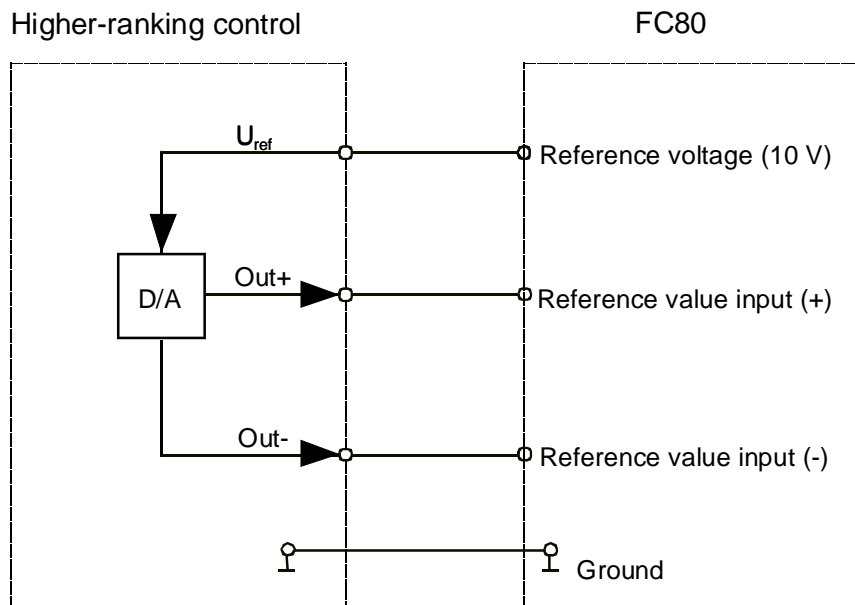 Higher-ranking control
FC80
Uref
Reference voltage (10 V)
D/A
Out+
Reference value input (+)
Out-
Reference value input (-)
Ground